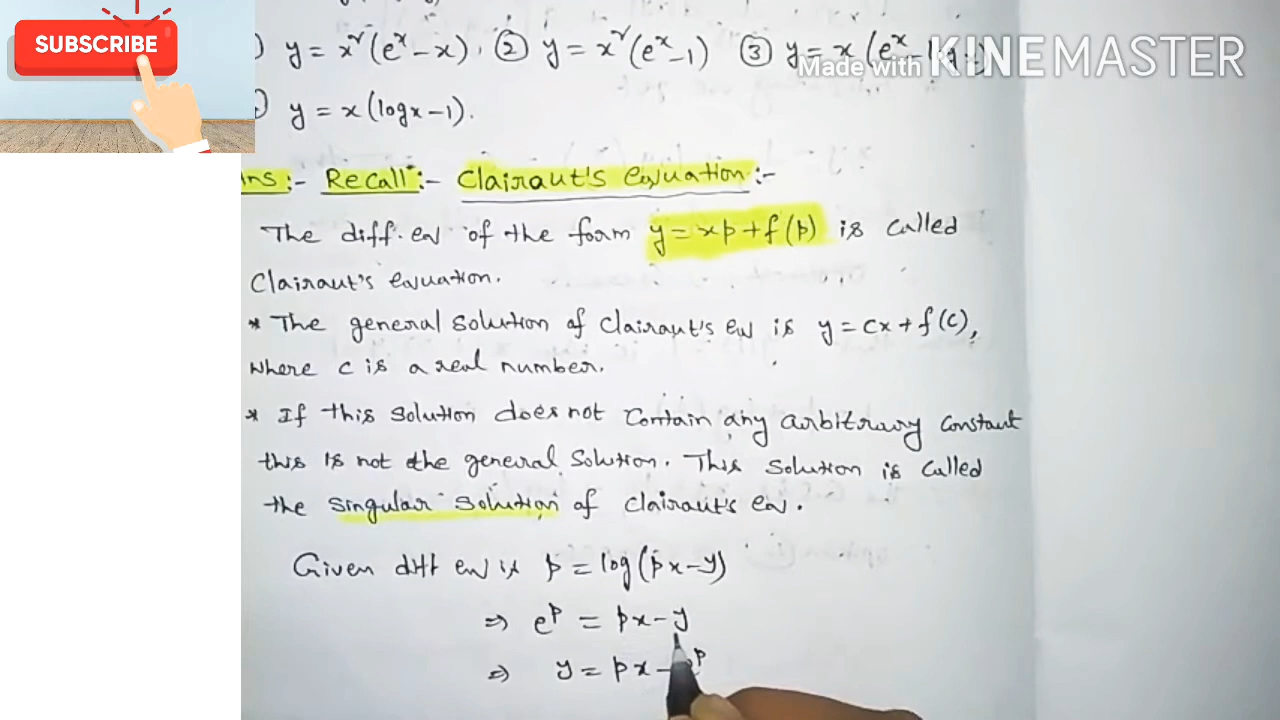 SUBSCRIBE
) y = x² (eˣ - x). ② y = x² (eˣ - 1) ③ y = x (eˣ -
Made with KINEMASTER
y = x (logx - 1).
Ans :- Recall :- Clairaut's equation :-
The diff. eq of the form y = xp + f(p) is called
Clairaut's equation.
* The general solution of Clairaut's eq is y = cx + f(c),
where c is a real number.
* If this solution does not contain any arbitrary constant
this is not the general solution. This solution is called
the singular solution of Clairaut's eq.
Given diff eq is p = log(px - y)
⇒ eᵖ = px - y
⇒ y = px - eᵖ